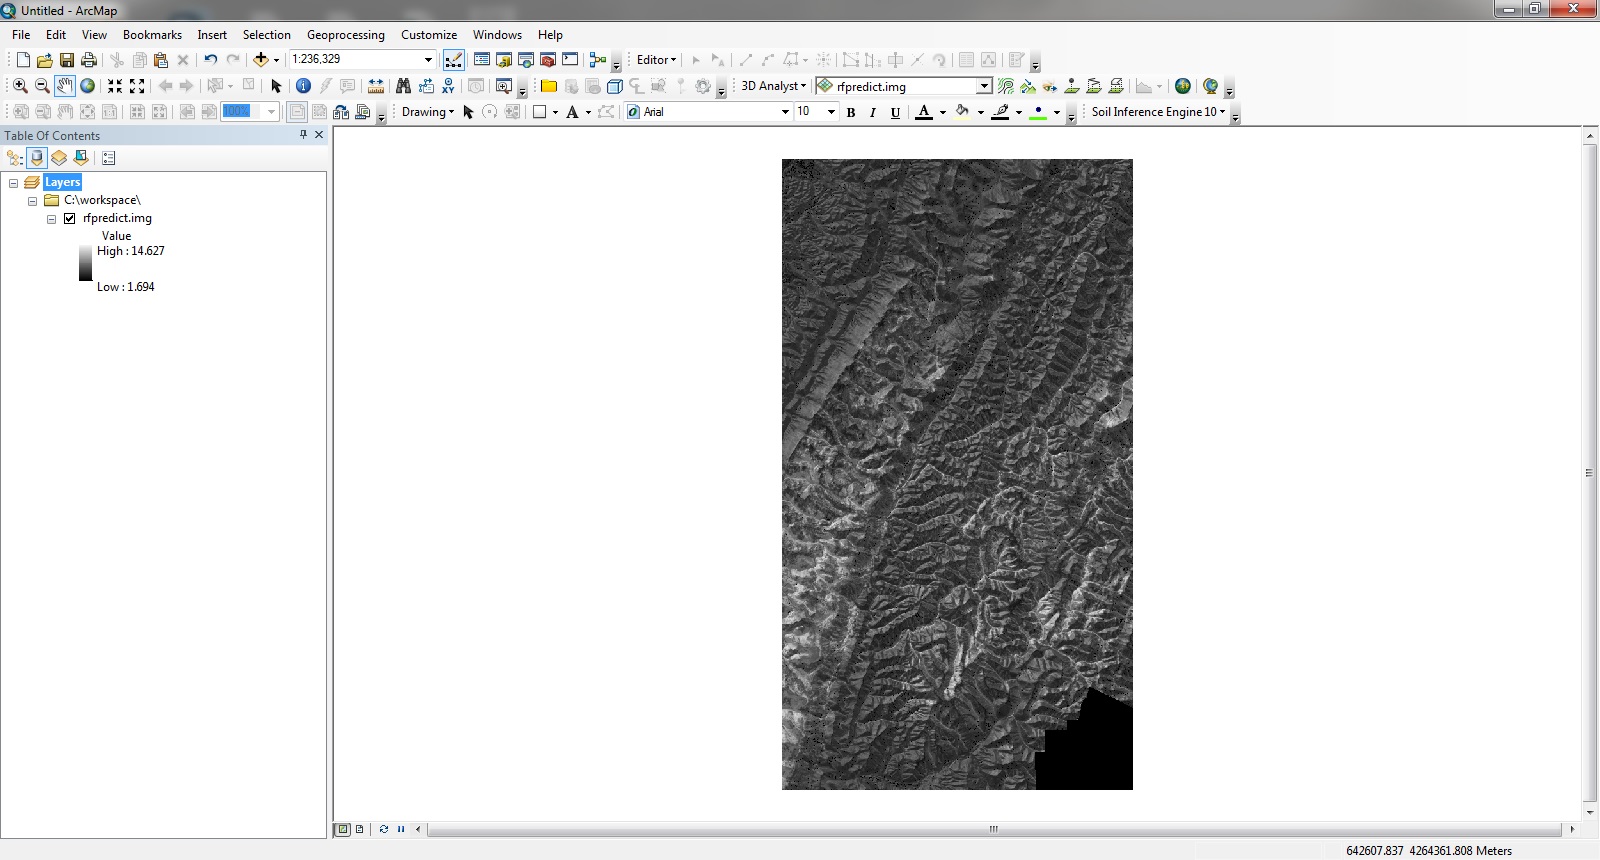 Untitled - ArcMap
File Edit View Bookmarks Insert Selection Geoprocessing Customize Windows Help
1:236,329 Editor
3D Analyst rfpredict.img
100% Drawing A Arial 10 B I U A Soil Inference Engine 10
Table Of Contents
Layers
C:\workspace\
rfpredict.img
Value
High : 14.627
Low : 1.694
642607.837 4264361.808 Meters